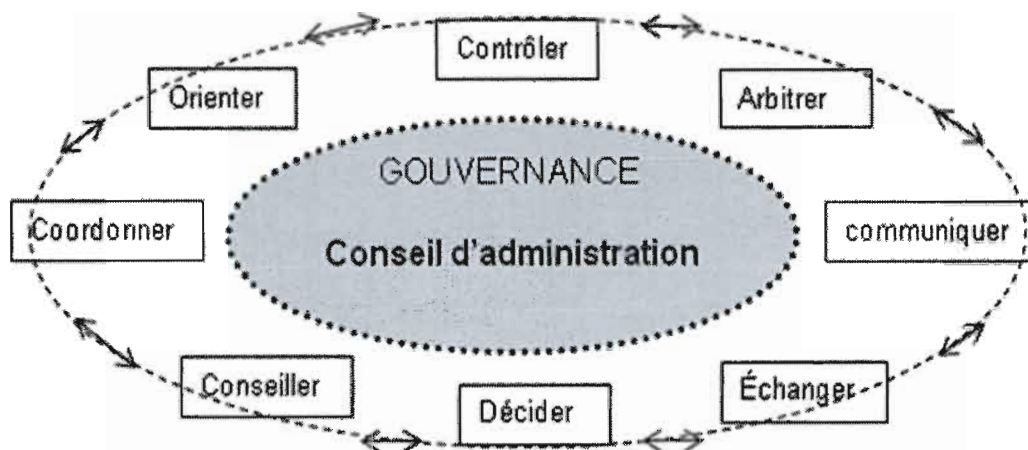 Contrôler
Orienter
Arbitrer
GOUVERNANCE
Coordonner
communiquer
Conseil d'administration
Conseiller
Décider
Échanger